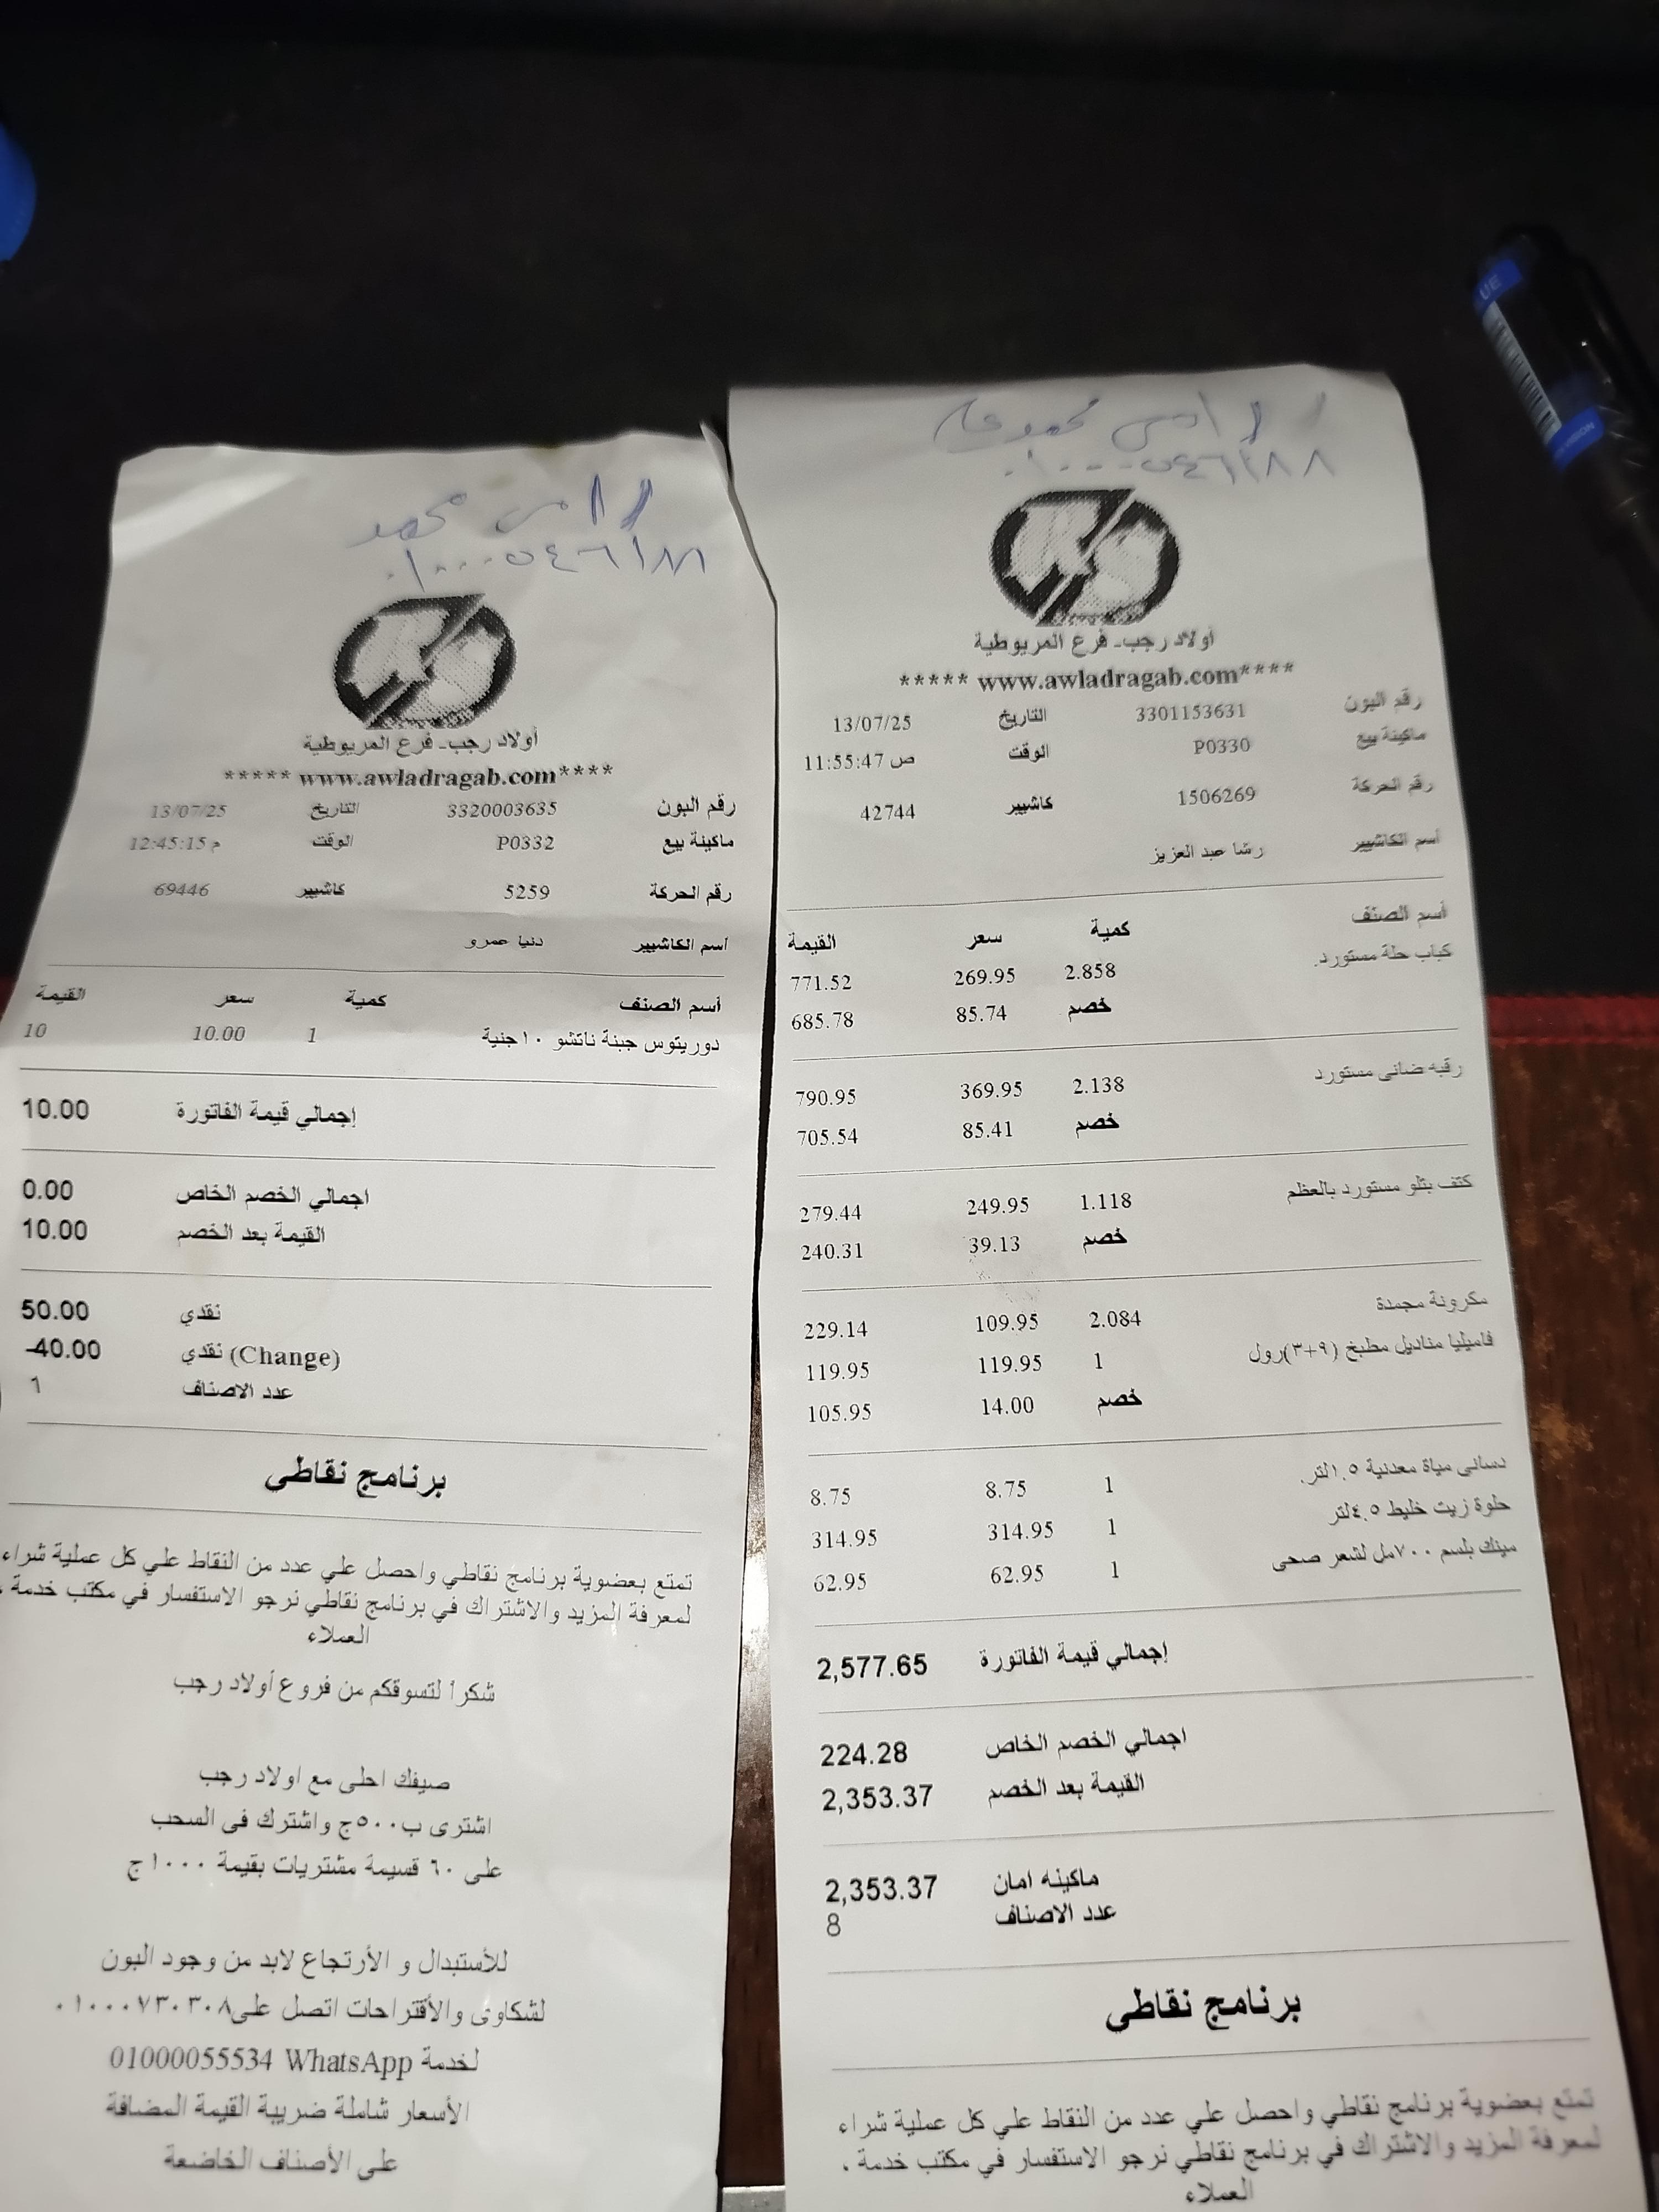 أولاد رجب- فرع المريوطية
***** www.awladragab.com****
رقم البون 3301153631 التاريخ 13/07/25
ماكينة بيع P0330 الوقت 11:55:47 ص
رقم الحركة 1506269 كاشيير 42744
أسم الكاشيير رشا عبد العزيز
أسم الصنف كمية سعر القيمة
كباب حلة مستورد.
2.858 269.95 771.52
خصم 85.74 685.78
رقبه ضانى مستورد
2.138 369.95 790.95
خصم 85.41 705.54
كتف بتلو مستورد بالعظم
1.118 249.95 279.44
خصم 39.13 240.31
مكرونة مجمدة
2.084 109.95 229.14
فاميليا مناديل مطبخ (٩+٣)رول
1 119.95 119.95
خصم 14.00 105.95
دسانى مياة معدنية ١.٥لتر.
1 8.75 8.75
حلوة زيت خليط ٤.٥لتر
1 314.95 314.95
مينك بلسم ٧٠٠مل لشعر صحى
1 62.95 62.95
إجمالي قيمة الفاتورة 2,577.65
اجمالي الخصم الخاص 224.28
القيمة بعد الخصم 2,353.37
ماكينه امان 2,353.37
عدد الاصناف 8
برنامج نقاطى
تمتع بعضوية برنامج نقاطي واحصل علي عدد من النقاط علي كل عملية شراء
لمعرفة المزيد والاشتراك في برنامج نقاطي نرجو الاستفسار في مكتب خدمة .
العملاء
٠١٠٠٠٥٤٦١٨٨
أولاد رجب- فرع المريوطية
***** www.awladragab.com****
رقم البون 3320003635 التاريخ 13/07/25
ماكينة بيع P0332 الوقت 12:45:15 م
رقم الحركة 5259 كاشيير 69446
اسم الكاشيير دنيا عمرو
أسم الصنف كمية سعر القيمة
دوريتوس جبنة ناتشو ١٠جنية 1 10.00 10
إجمالي قيمة الفاتورة 10.00
اجمالي الخصم الخاص 0.00
القيمة بعد الخصم 10.00
نقدي 50.00
نقدي (Change) -40.00
عدد الاصناف 1
برنامج نقاطى
تمتع بعضوية برنامج نقاطي واحصل علي عدد من النقاط علي كل عملية شراء
لمعرفة المزيد والاشتراك في برنامج نقاطي نرجو الاستفسار في مكتب خدمة .
العملاء
شكرا لتسوقكم من فروع أولاد رجب
صيفك احلى مع اولاد رجب
اشترى ب٥٠٠ج واشترك فى السحب
على ٦٠ قسيمة مشتريات بقيمة ١٠٠٠ج
للأستبدال و الأرتجاع لابد من وجود البون
لشكاوى والأقتراحات اتصل على٠١٠٠٠٧٣٠٣٠٨
لخدمة WhatsApp 01000055534
الأسعار شاملة ضريبة القيمة المضافة
على الأصناف الخاضعة